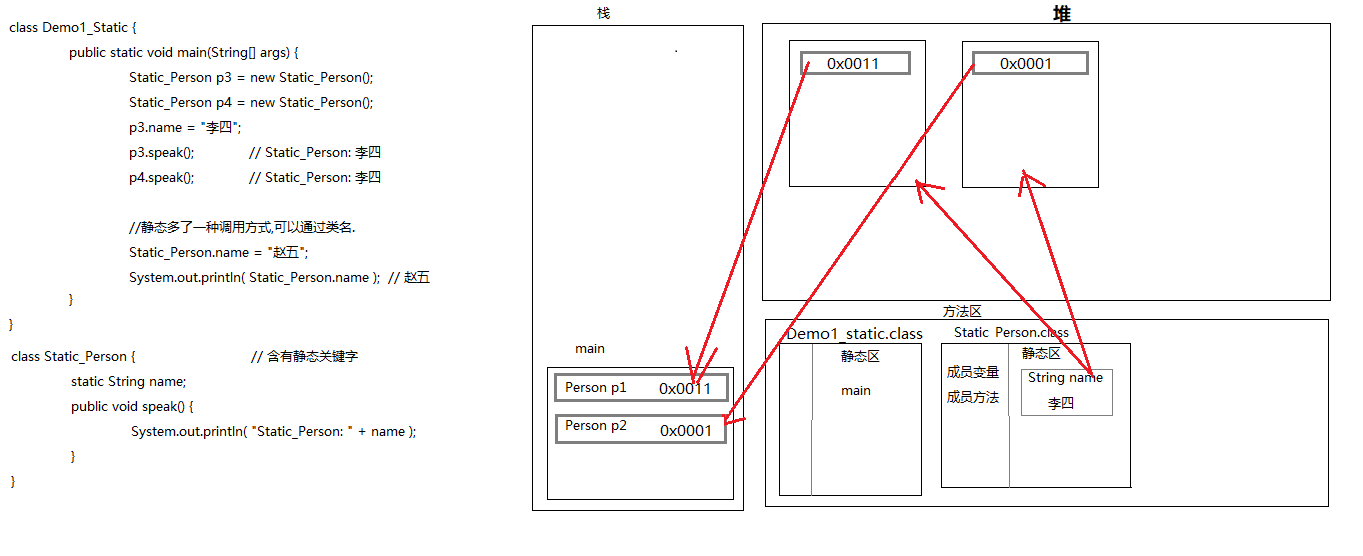 class Demo1_Static {
public static void main(String[] args) {
Static_Person p3 = new Static_Person();
Static_Person p4 = new Static_Person();
p3.name = "李四";
p3.speak(); // Static_Person: 李四
p4.speak(); // Static_Person: 李四
//静态多了一种调用方式,可以通过类名.
Static_Person.name = "赵五";
System.out.println( Static_Person.name ); // 赵五
}
}
class Static_Person { // 含有静态关键字
static String name;
public void speak() {
System.out.println( "Static_Person: " + name );
}
}
栈
main
Person p1 0x0011
Person p2 0x0001
堆
0x0011
0x0001
方法区
Demo1_static.class
静态区
main
Static Person.class
静态区
成员变量
成员方法
String name
李四